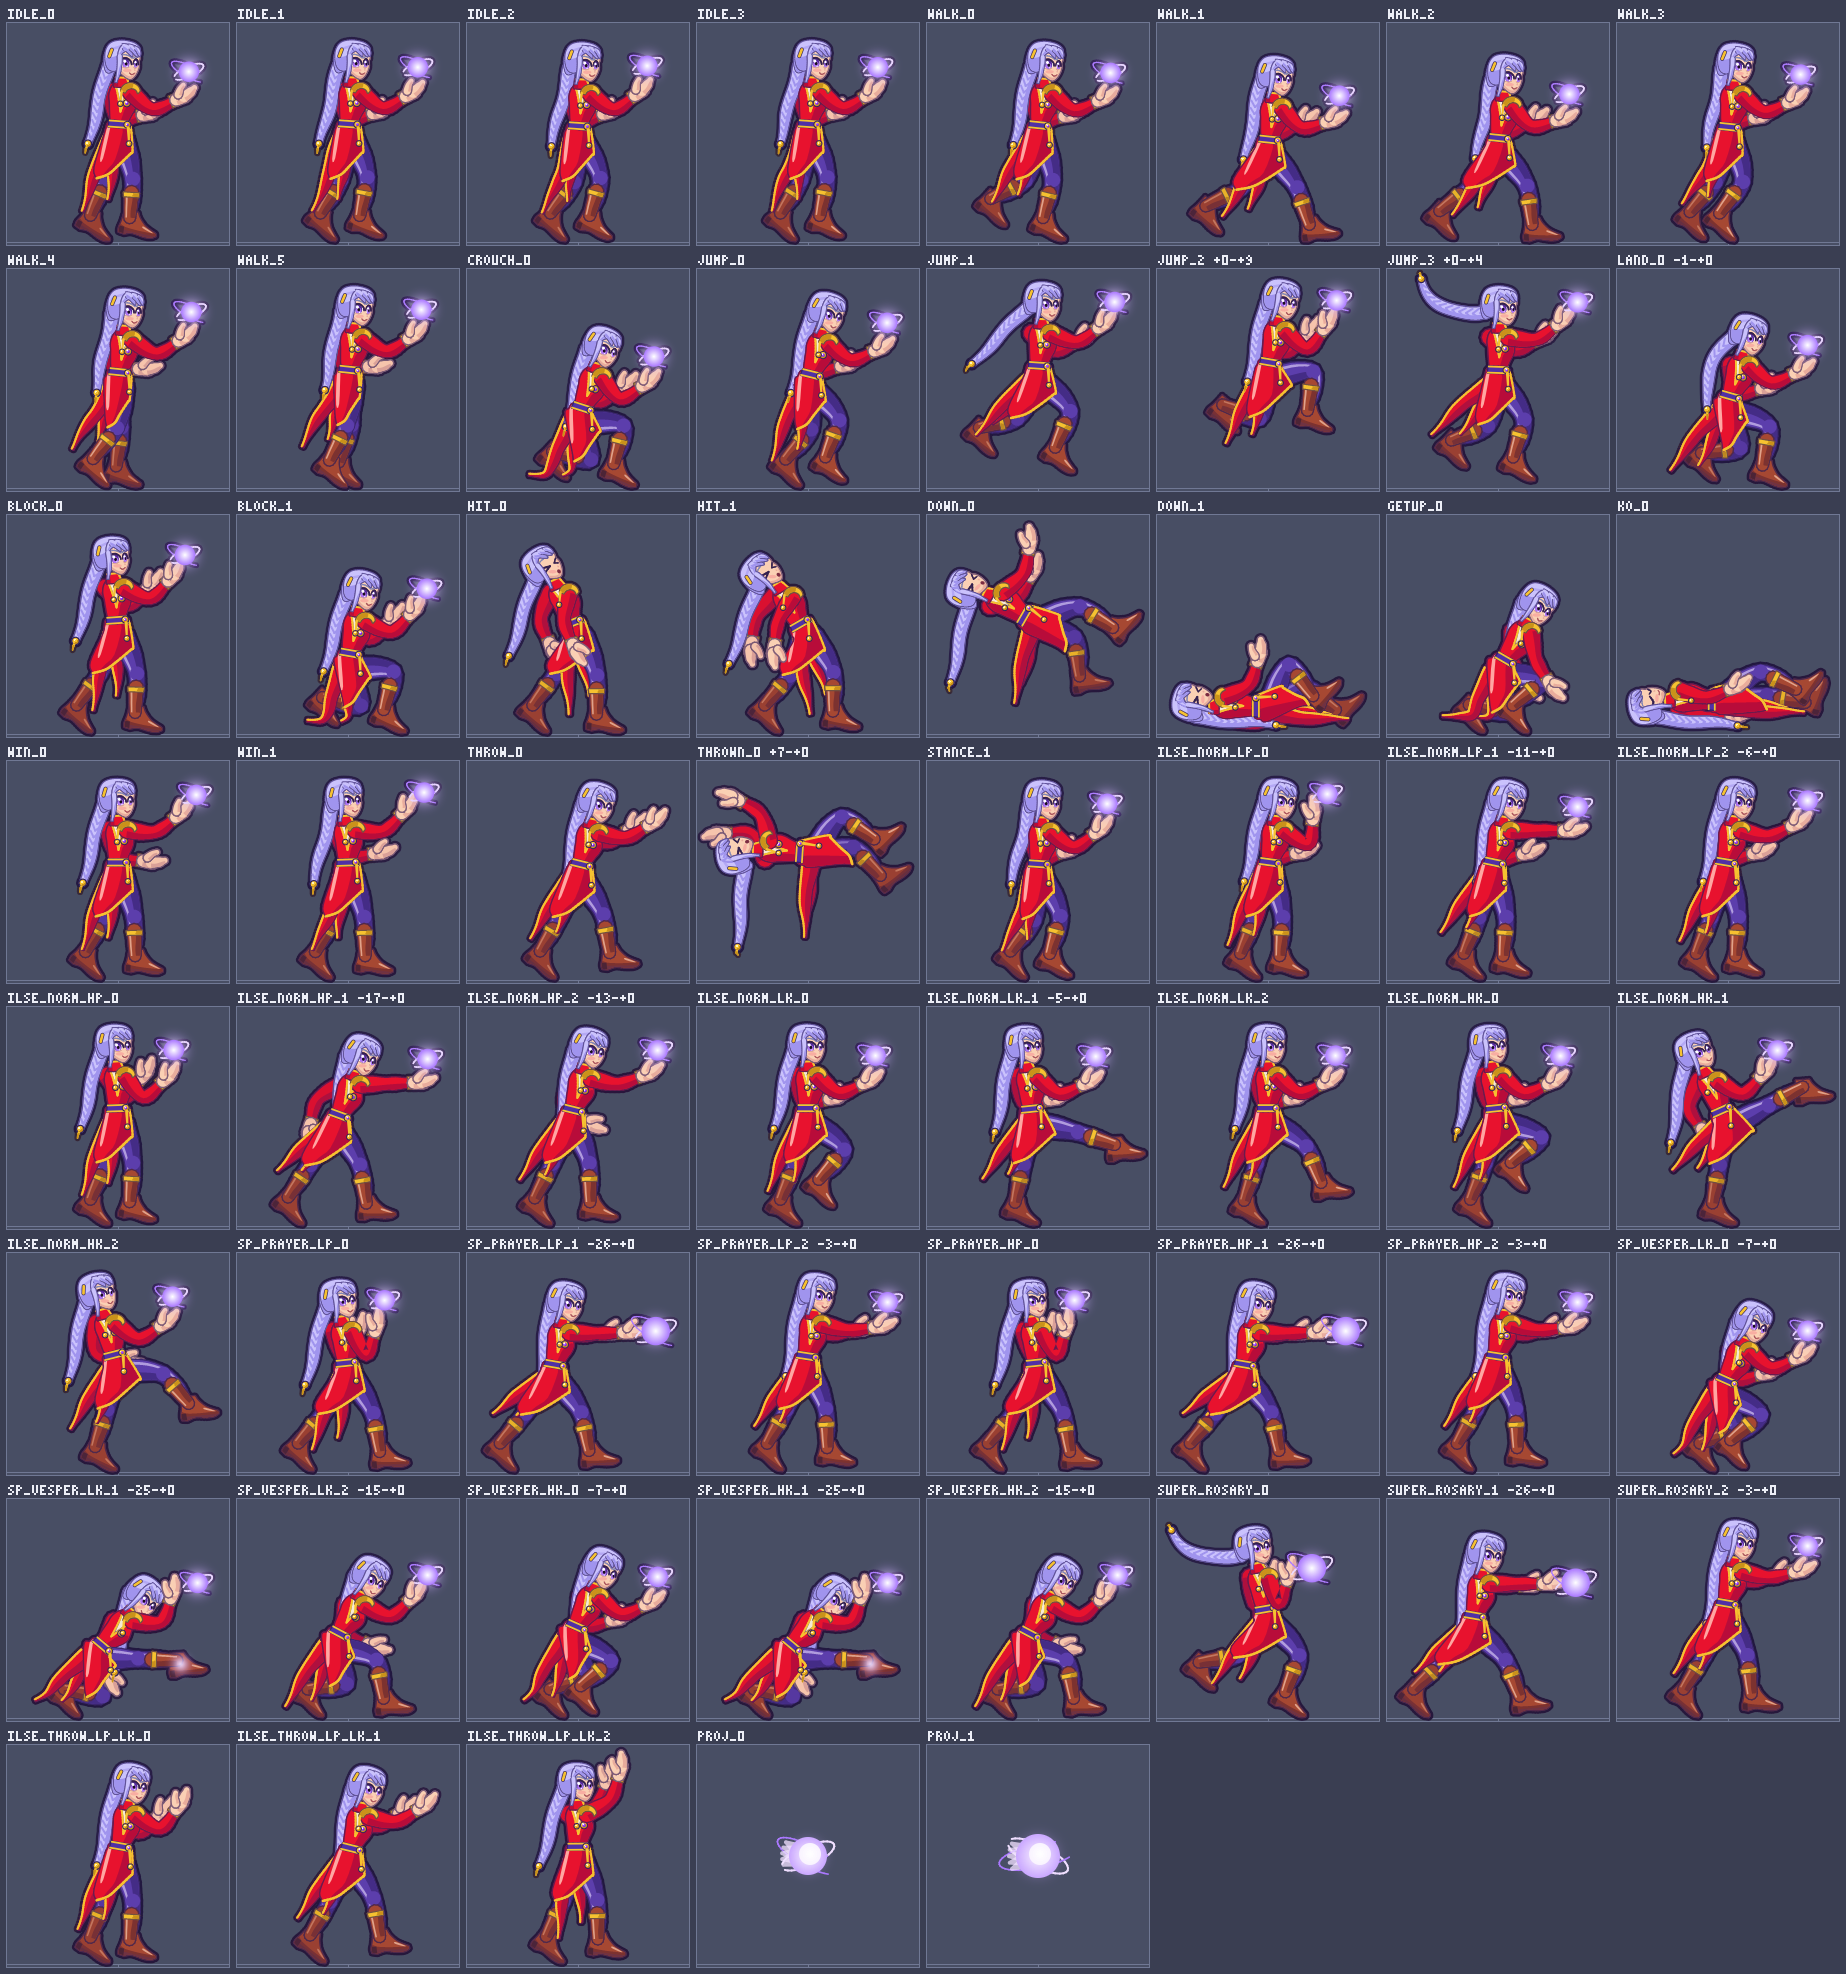 IDLE_0 IDLE_1 IDLE_2 IDLE_3 WALK_0 WALK_1 WALK_2 WALK_3
WALK_4 WALK_5 CROUCH_0 JUMP_0 JUMP_1 JUMP_2 +0-+9 JUMP_3 +0-+4 LAND_0 -1-+0
BLOCK_0 BLOCK_1 HIT_0 HIT_1 DOWN_0 DOWN_1 GETUP_0 KO_0
WIN_0 WIN_1 THROW_0 THROWN_0 +7-+0 STANCE_1 ILSE_NORM_LP_0 ILSE_NORM_LP_1 -11-+0 ILSE_NORM_LP_2 -6-+0
ILSE_NORM_HP_0 ILSE_NORM_HP_1 -17-+0 ILSE_NORM_HP_2 -13-+0 ILSE_NORM_LK_0 ILSE_NORM_LK_1 -5-+0 ILSE_NORM_LK_2 ILSE_NORM_HK_0 ILSE_NORM_HK_1
ILSE_NORM_HK_2 SP_PRAYER_LP_0 SP_PRAYER_LP_1 -26-+0 SP_PRAYER_LP_2 -3-+0 SP_PRAYER_HP_0 SP_PRAYER_HP_1 -26-+0 SP_PRAYER_HP_2 -3-+0 SP_VESPER_LK_0 -7-+0
SP_VESPER_LK_1 -25-+0 SP_VESPER_LK_2 -15-+0 SP_VESPER_HK_0 -7-+0 SP_VESPER_HK_1 -25-+0 SP_VESPER_HK_2 -15-+0 SUPER_ROSARY_0 SUPER_ROSARY_1 -26-+0 SUPER_ROSARY_2 -3-+0
ILSE_THROW_LP_LK_0 ILSE_THROW_LP_LK_1 ILSE_THROW_LP_LK_2 PROJ_0 PROJ_1